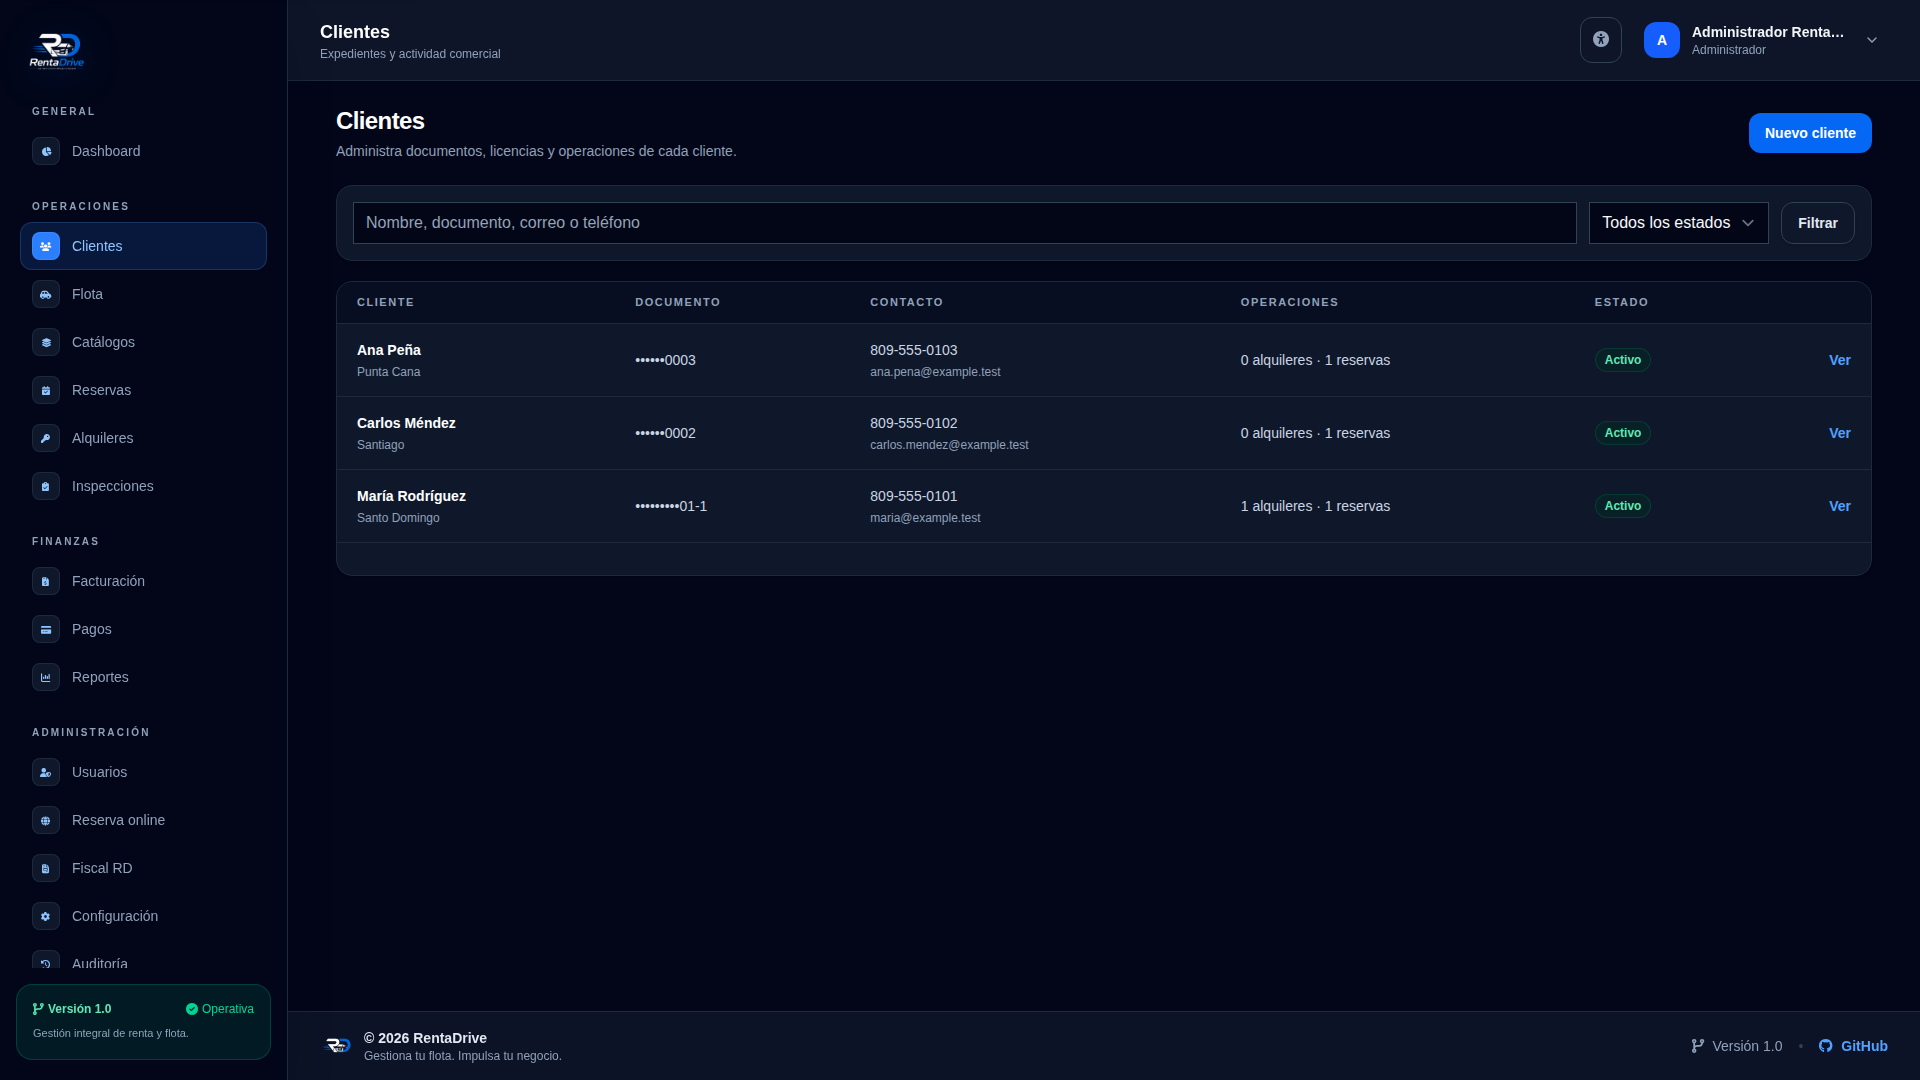 RentaDrive
GENERAL
Dashboard
OPERACIONES
Clientes
Flota
Catálogos
Reservas
Alquileres
Inspecciones
FINANZAS
Facturación
Pagos
Reportes
ADMINISTRACIÓN
Usuarios
Reserva online
Fiscal RD
Configuración
Auditoría
Versión 1.0 Operativa
Gestión integral de renta y flota.
Clientes
Expedientes y actividad comercial
A
Administrador Renta...
Administrador
Clientes
Administra documentos, licencias y operaciones de cada cliente.
Nuevo cliente
Nombre, documento, correo o teléfono Todos los estados Filtrar
CLIENTE DOCUMENTO CONTACTO OPERACIONES ESTADO
Ana Peña
Punta Cana
••••••0003
809-555-0103
ana.pena@example.test
0 alquileres · 1 reservas
Activo
Ver
Carlos Méndez
Santiago
••••••0002
809-555-0102
carlos.mendez@example.test
0 alquileres · 1 reservas
Activo
Ver
María Rodríguez
Santo Domingo
•••••••••01-1
809-555-0101
maria@example.test
1 alquileres · 1 reservas
Activo
Ver
© 2026 RentaDrive
Gestiona tu flota. Impulsa tu negocio.
Versión 1.0 • GitHub